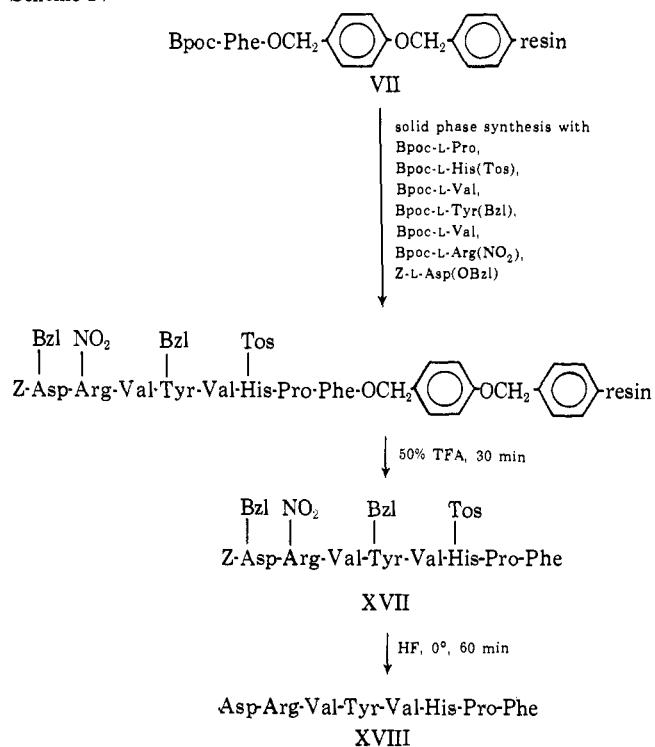 Bpoc-Phe-OCH₂ OCH₂ resin
VII
solid phase synthesis with
Bpoc-L-Pro,
Bpoc-L-His(Tos),
Bpoc-L-Val,
Bpoc-L-Tyr(Bzl),
Bpoc-L-Val,
Bpoc-L-Arg(NO₂),
Z-L-Asp(OBzl)
Bzl NO₂ Bzl Tos
Z-Asp-Arg-Val-Tyr-Val-His-Pro-Phe-OCH₂ OCH₂ resin
50% TFA, 30 min
Bzl NO₂ Bzl Tos
Z-Asp-Arg-Val-Tyr-Val-His-Pro-Phe
XVII
HF, 0°, 60 min
Asp-Arg-Val-Tyr-Val-His-Pro-Phe
XVIII